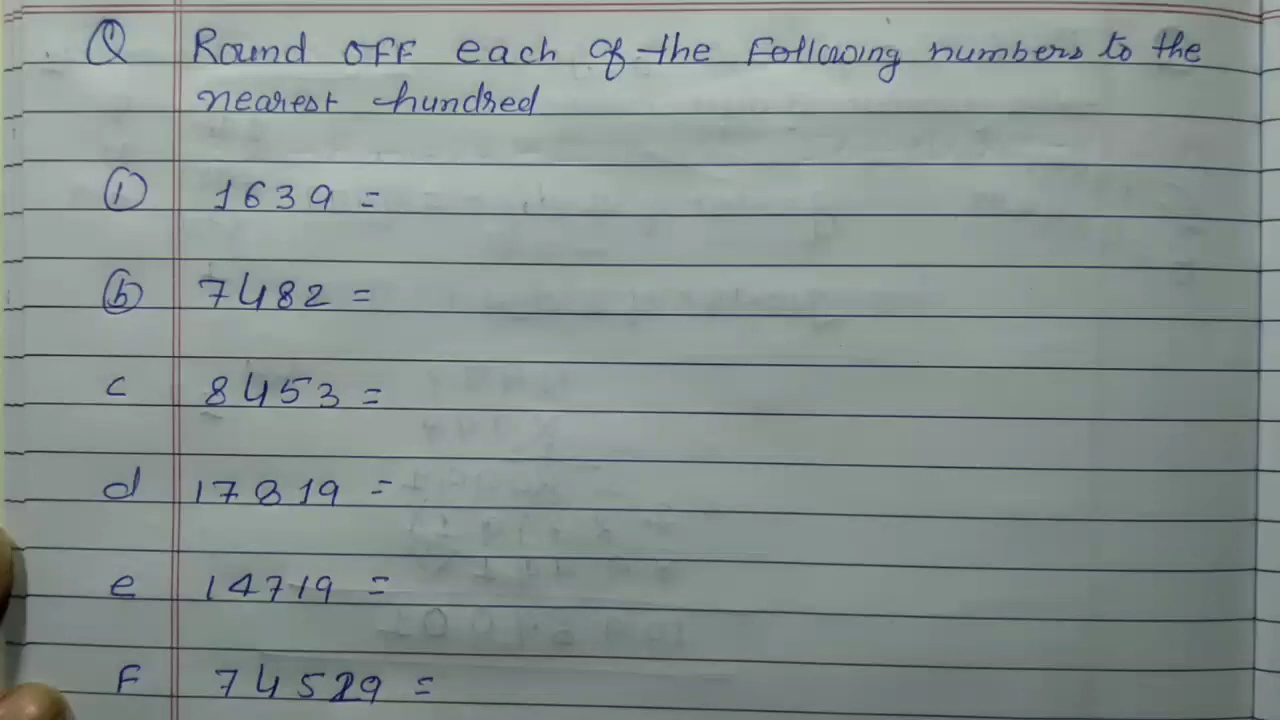 Q Round off each of the following numbers to the
nearest hundred
① 1639 =
ⓑ 7482 =
c 8453 =
d 17819 =
e 14719 =
F 74529 =